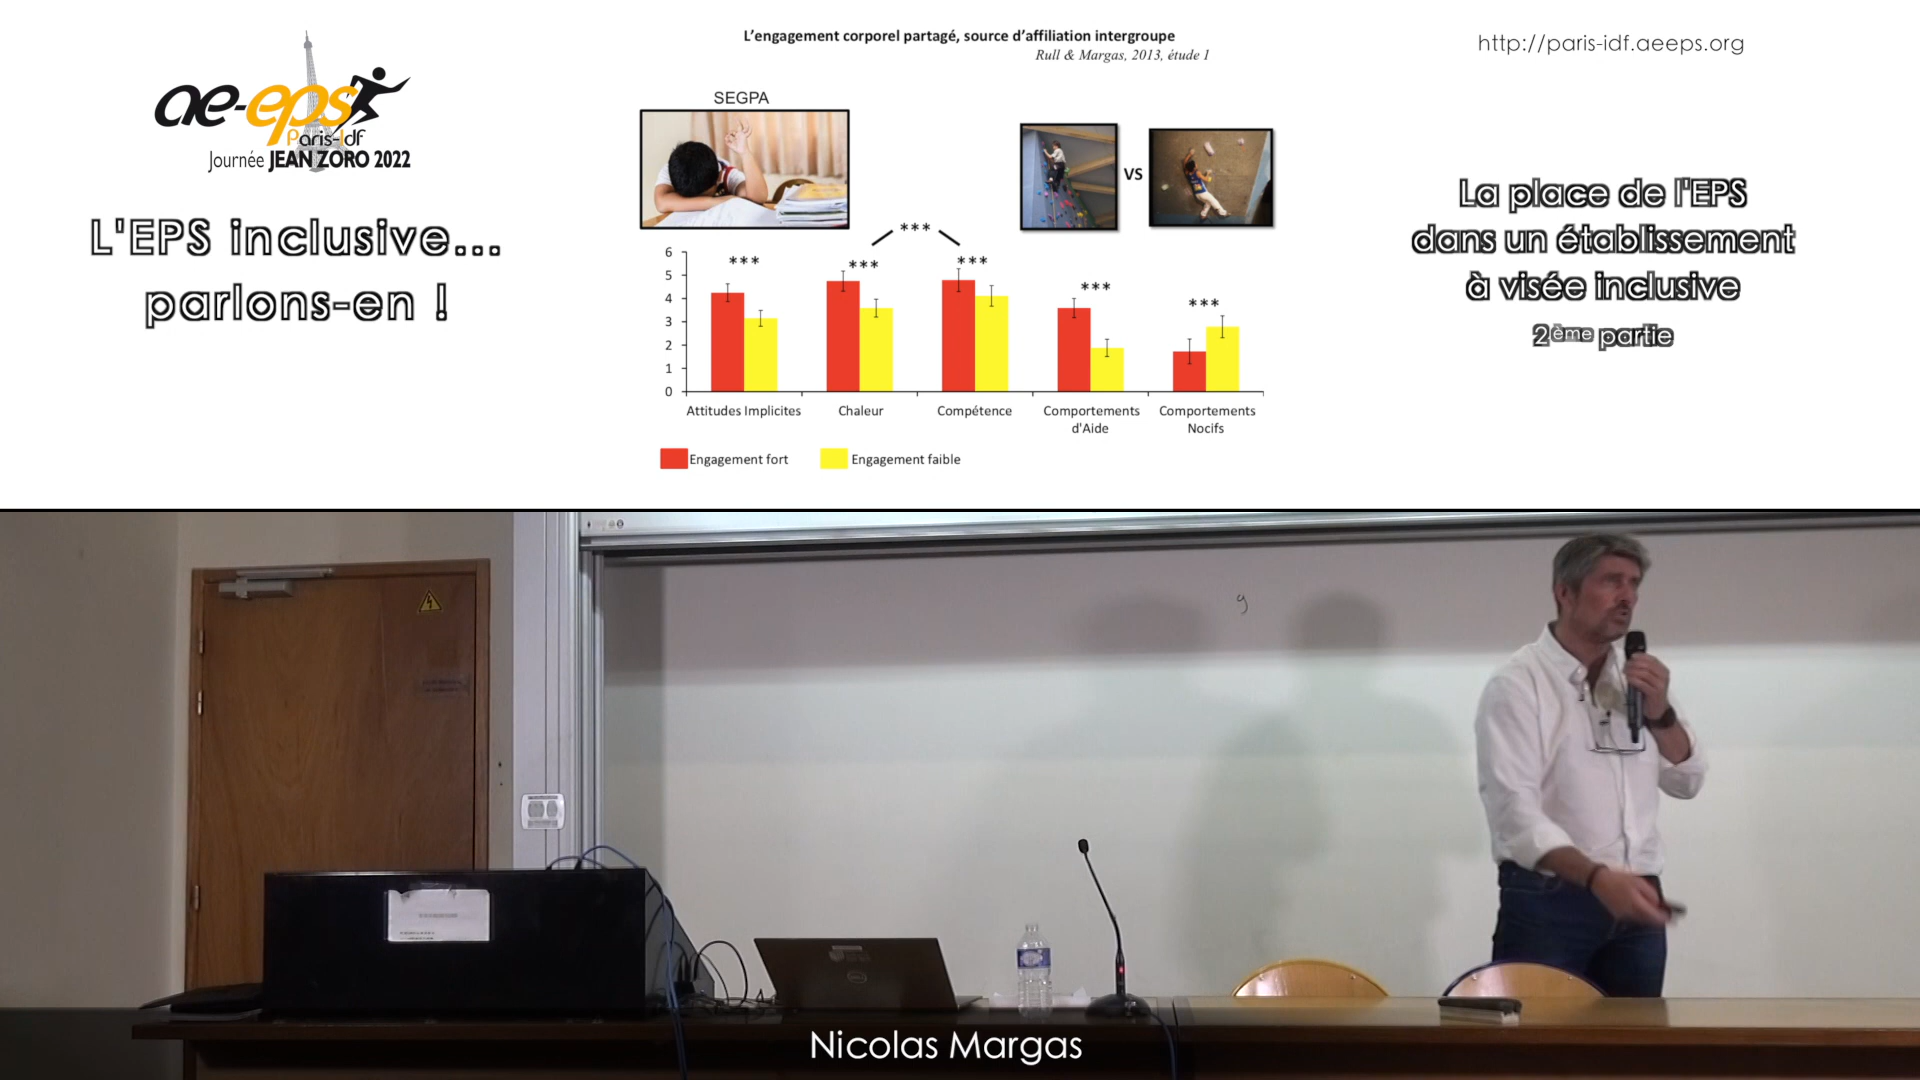 ae-eps
Paris-Idf
Journée JEAN ZORO 2022
L'EPS inclusive...
parlons-en !
L'engagement corporel partagé, source d'affiliation intergroupe
Rull & Margas, 2013, étude 1
SEGPA
VS
***
6
5
4
3
2
1
0
***
***
***
***
***
Attitudes Implicites
Chaleur
Compétence
Comportements
d'Aide
Comportements
Nocifs
Engagement fort
Engagement faible
http://paris-idf.aeeps.org
La place de l'EPS
dans un établissement
à visée inclusive
2ème partie
9
DELL
Nicolas Margas